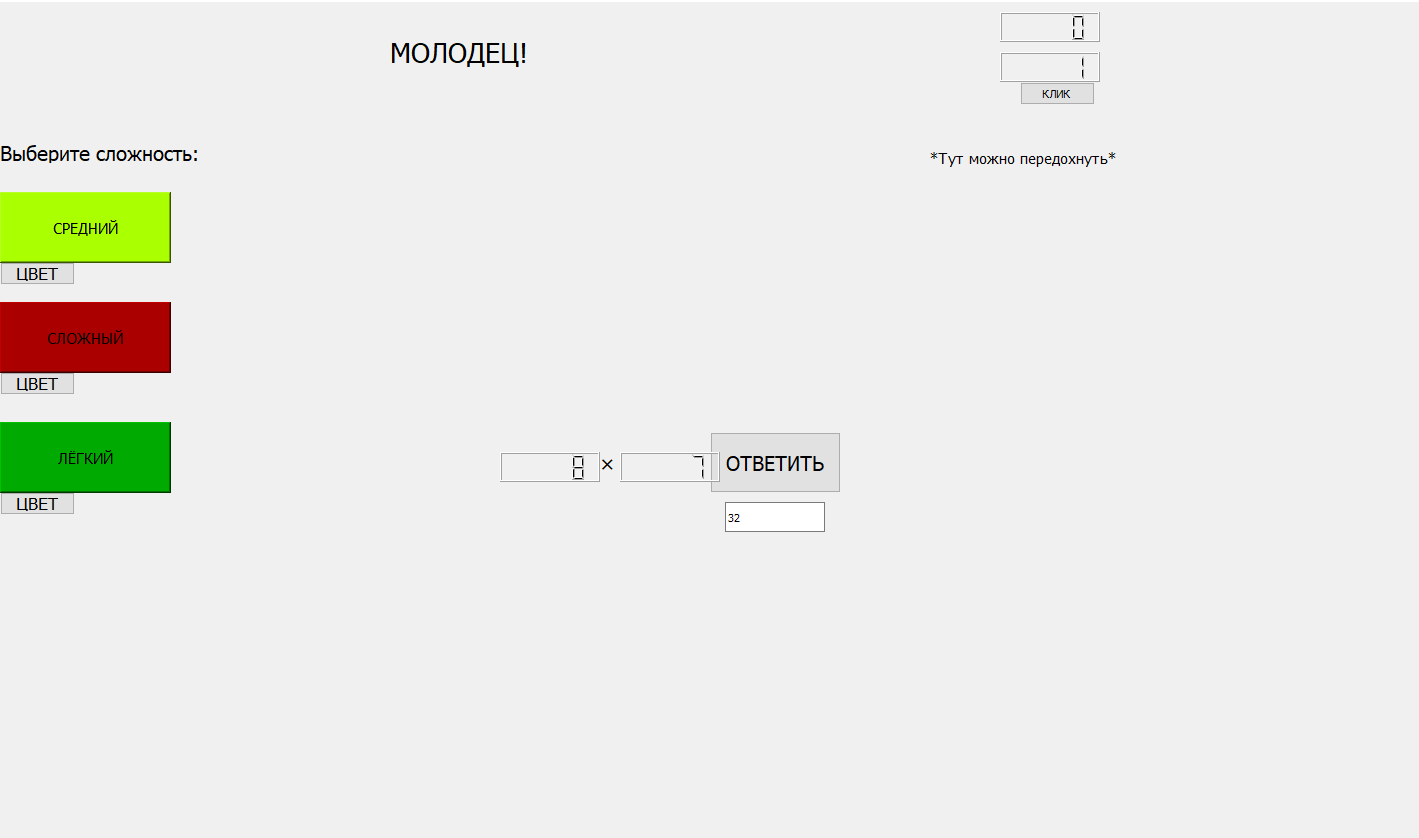 0
МОЛОДЕЦ!
1
КЛИК
Выберите сложность:
*Тут можно передохнуть*
СРЕДНИЙ
ЦВЕТ
СЛОЖНЫЙ
ЦВЕТ
ЛЁГКИЙ
8 × 7 ОТВЕТИТЬ
ЦВЕТ
32